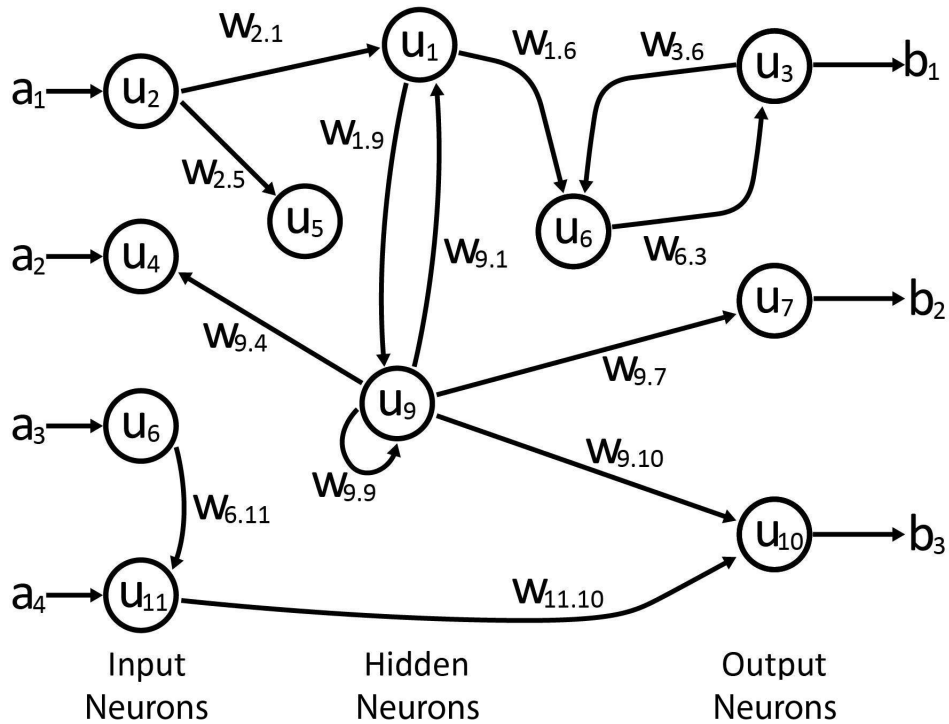 w2.1
u1
w1.6
w3.6
u3
b1
a1
u2
w1.9
w2.5
u5
u6
w9.1
w6.3
a2
u4
u7
b2
w9.4
w9.7
u9
a3
u6
w9.10
w9.9
w6.11
u10
b3
a4
u11
w11.10
Input
Neurons
Hidden
Neurons
Output
Neurons